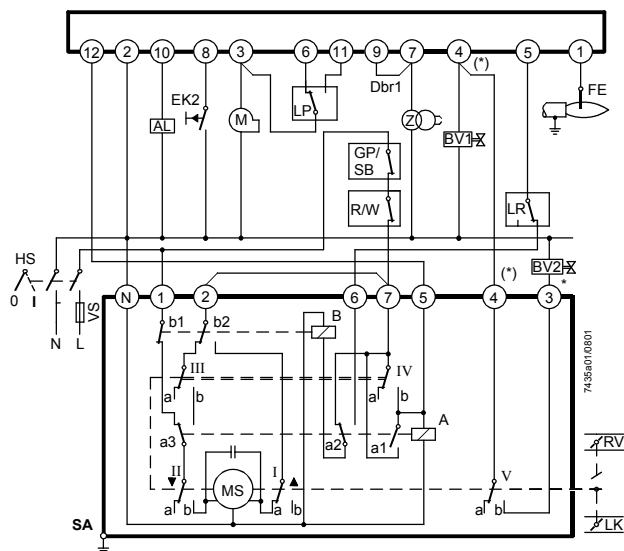 12 2 10 8 3 6 11 9 7 4 (*) 5 1
EK2 Dbr1 FE
AL M LP Z BV1
GP/
SB
R/W LR
HS BV2
0 I VS (*) *
N L
N 1 2 6 7 5 4 3
b1 b2 B
III IV
a b a b
a3 a2 a1 A
II I V
a b MS a b a b
SA
RV
LK
7435a01/0801